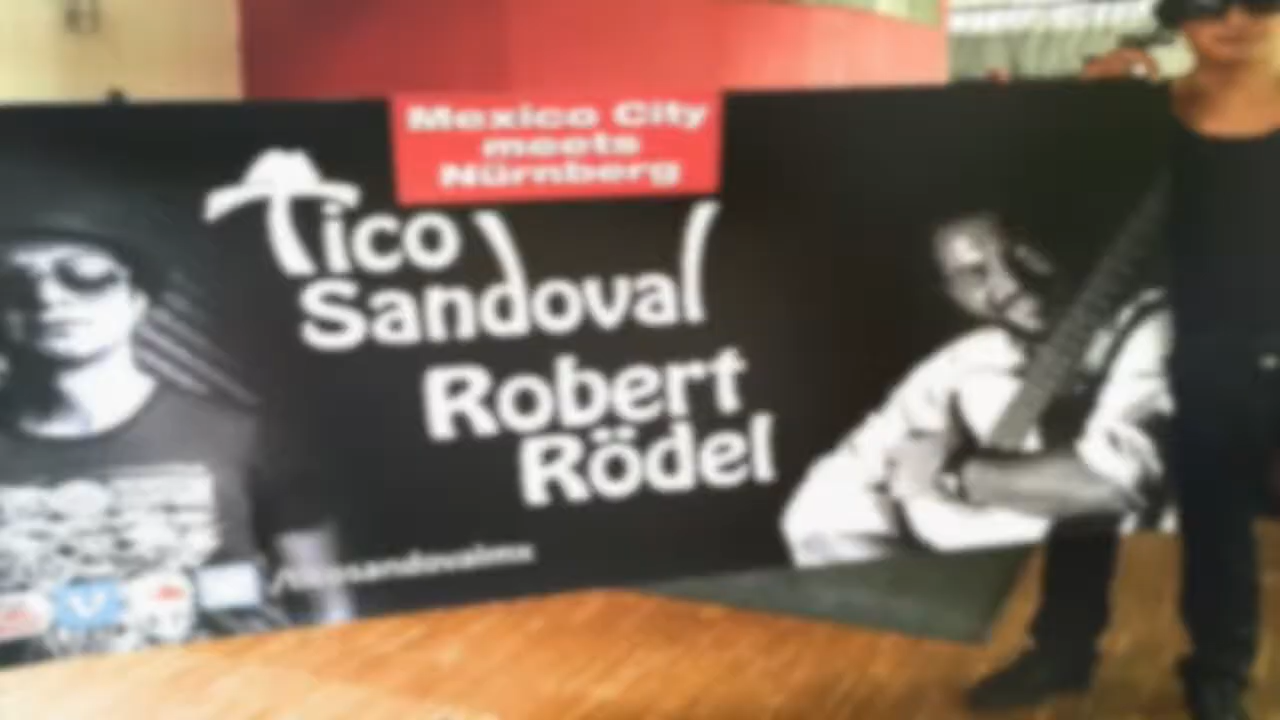 Mexico City
meets
Nürnberg
Tico
Sandoval
Robert
Rödel